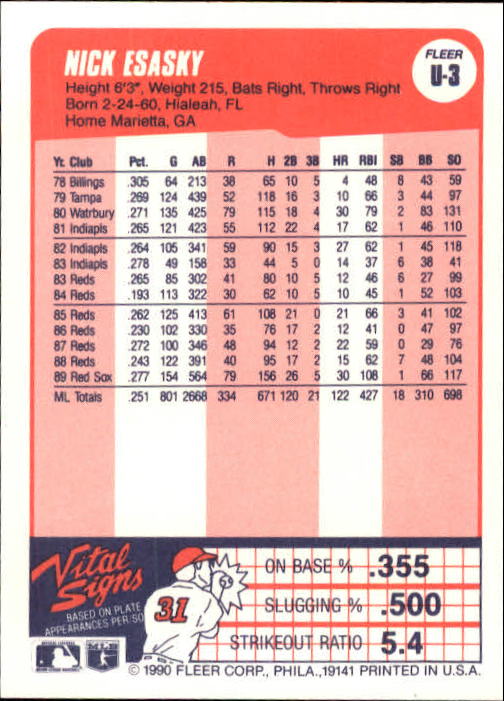 NICK ESASKY
FLEER
U-3
Height 6'3", Weight 215, Bats Right, Throws Right
Born 2-24-60, Hialeah, FL
Home Marietta, GA
Yr. Club Pct. G AB R H 2B 3B HR RBI SB BB SO
78 Billings .305 64 213 38 65 10 5 4 48 8 43 59
79 Tampa .269 124 439 52 118 16 3 10 66 3 44 97
80 Watrbury .271 135 425 79 115 18 4 30 79 2 83 131
81 Indiapls .265 121 423 55 112 22 4 17 62 1 46 110
82 Indiapls .264 105 341 59 90 15 3 27 62 1 45 118
83 Indiapls .278 49 158 33 44 5 0 14 37 6 38 41
83 Reds .265 85 302 41 80 10 5 12 46 6 27 99
84 Reds .193 113 322 30 62 10 5 10 45 1 52 103
85 Reds .262 125 413 61 108 21 0 21 66 3 41 102
86 Reds .230 102 330 35 76 17 2 12 41 0 47 97
87 Reds .272 100 346 48 94 12 2 22 59 0 29 76
88 Reds .243 122 391 40 95 17 2 15 62 7 48 104
89 Red Sox .277 154 564 79 156 26 5 30 108 1 66 117
ML Totals .251 801 2668 334 671 120 21 122 427 18 310 698
Vital
Signs
BASED ON PLATE
APPEARANCES PER/SO
31
ON BASE % .355
SLUGGING % .500
STRIKEOUT RATIO 5.4
© 1990 FLEER CORP., PHILA.,19141 PRINTED IN U.S.A.